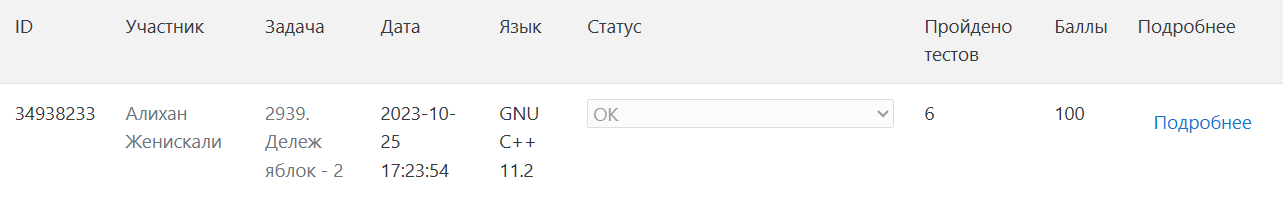 ID Участник Задача Дата Язык Статус Пройдено тестов Баллы Подробнее
34938233 Алихан Женискали 2939. Дележ яблок - 2 2023-10-25 17:23:54 GNU C++ 11.2 OK 6 100 Подробнее